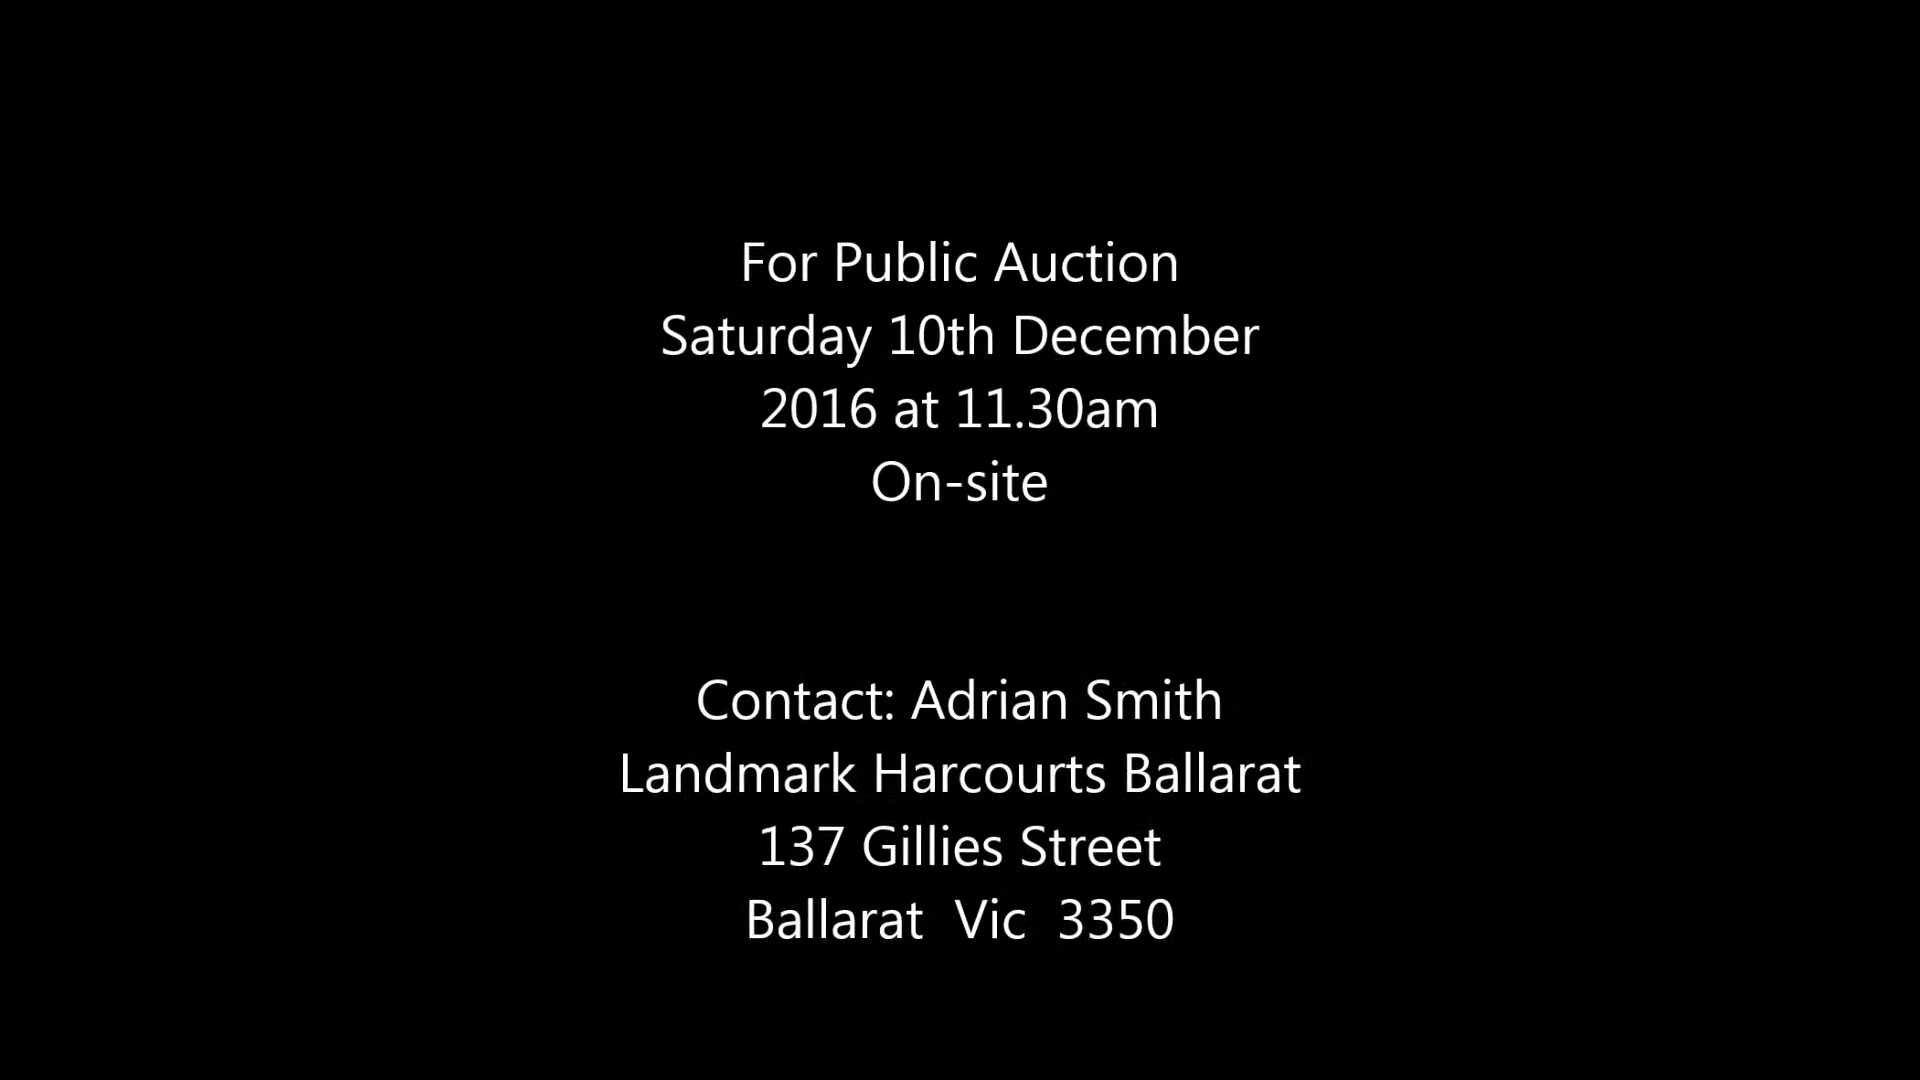 For Public Auction
Saturday 10th December
2016 at 11.30am
On-site
Contact: Adrian Smith
Landmark Harcourts Ballarat
137 Gillies Street
Ballarat  Vic  3350